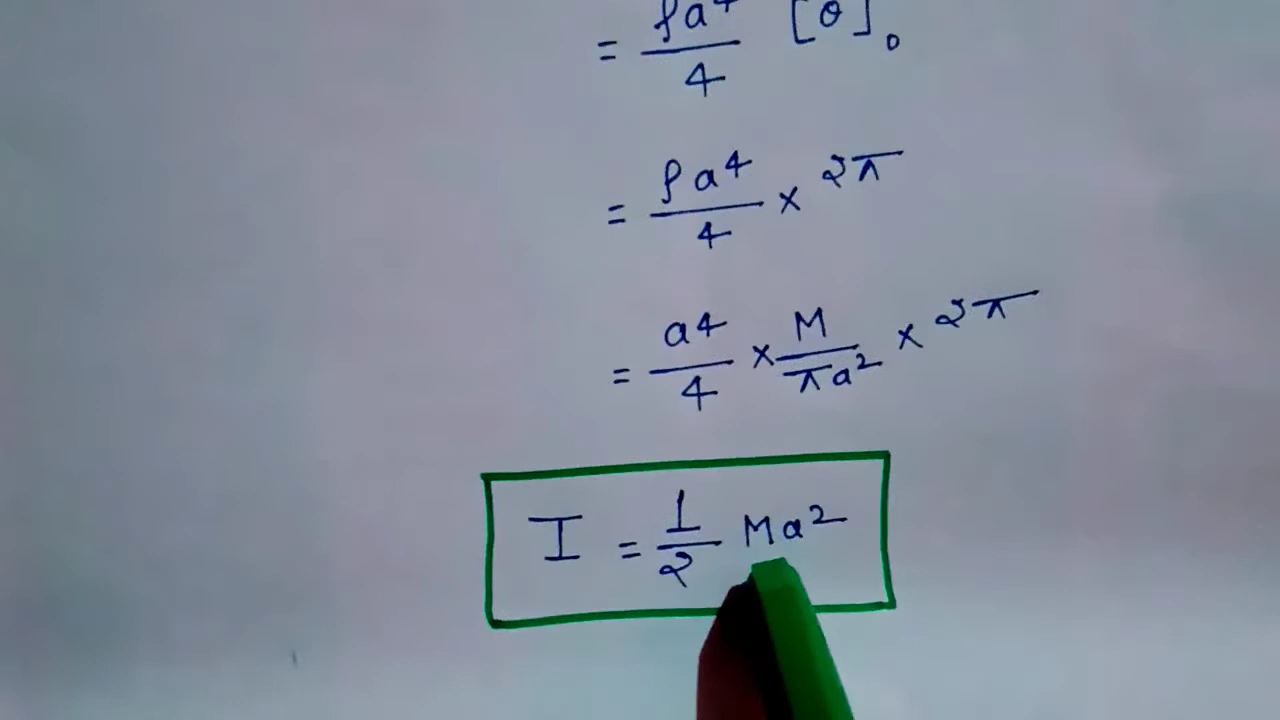 = ρa⁴/4 [θ]₀
= ρa⁴/4 × 2π
= a⁴/4 × M/πa² × 2π
I = 1/2 Ma²